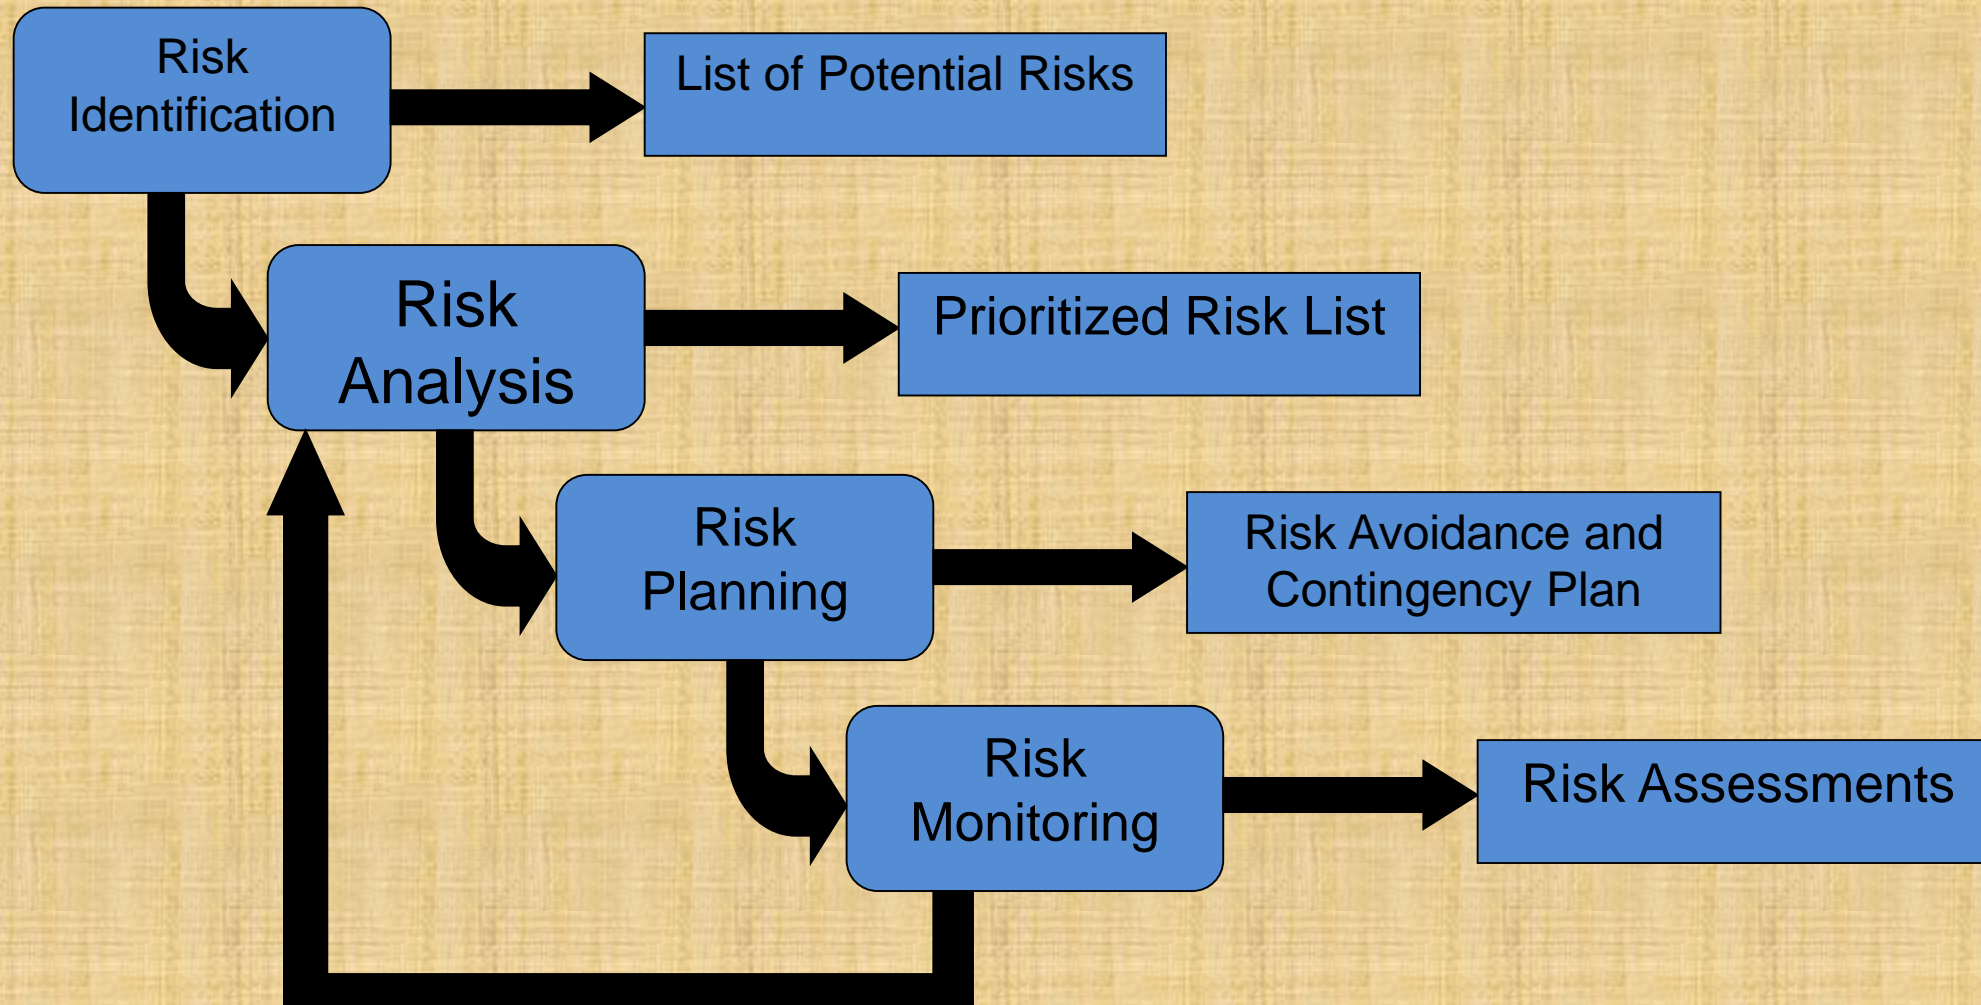 Risk
Identification
List of Potential Risks
Risk
Analysis
Prioritized Risk List
Risk
Planning
Risk Avoidance and
Contingency Plan
Risk
Monitoring
Risk Assessments